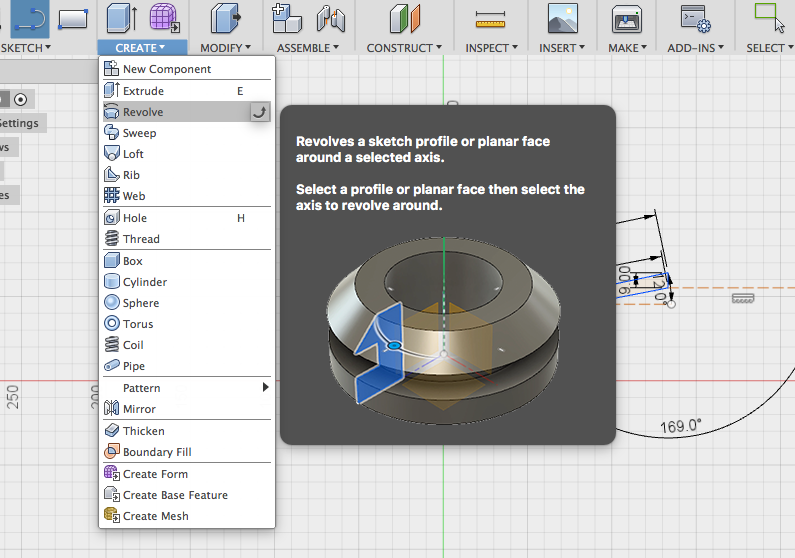 SKETCH▾
CREATE▾
MODIFY▾
ASSEMBLE▾
CONSTRUCT▾
INSPECT▾
INSERT▾
MAKE▾
ADD-INS▾
SELECT▾
New Component
Extrude E
Revolve
Sweep
Loft
Rib
Web
Hole H
Thread
Box
Cylinder
Sphere
Torus
Coil
Pipe
Pattern
Mirror
Thicken
Boundary Fill
Create Form
Create Base Feature
Create Mesh
ettings
ws
es
Revolves a sketch profile or planar face
around a selected axis.
Select a profile or planar face then select the
axis to revolve around.
250
169.0°